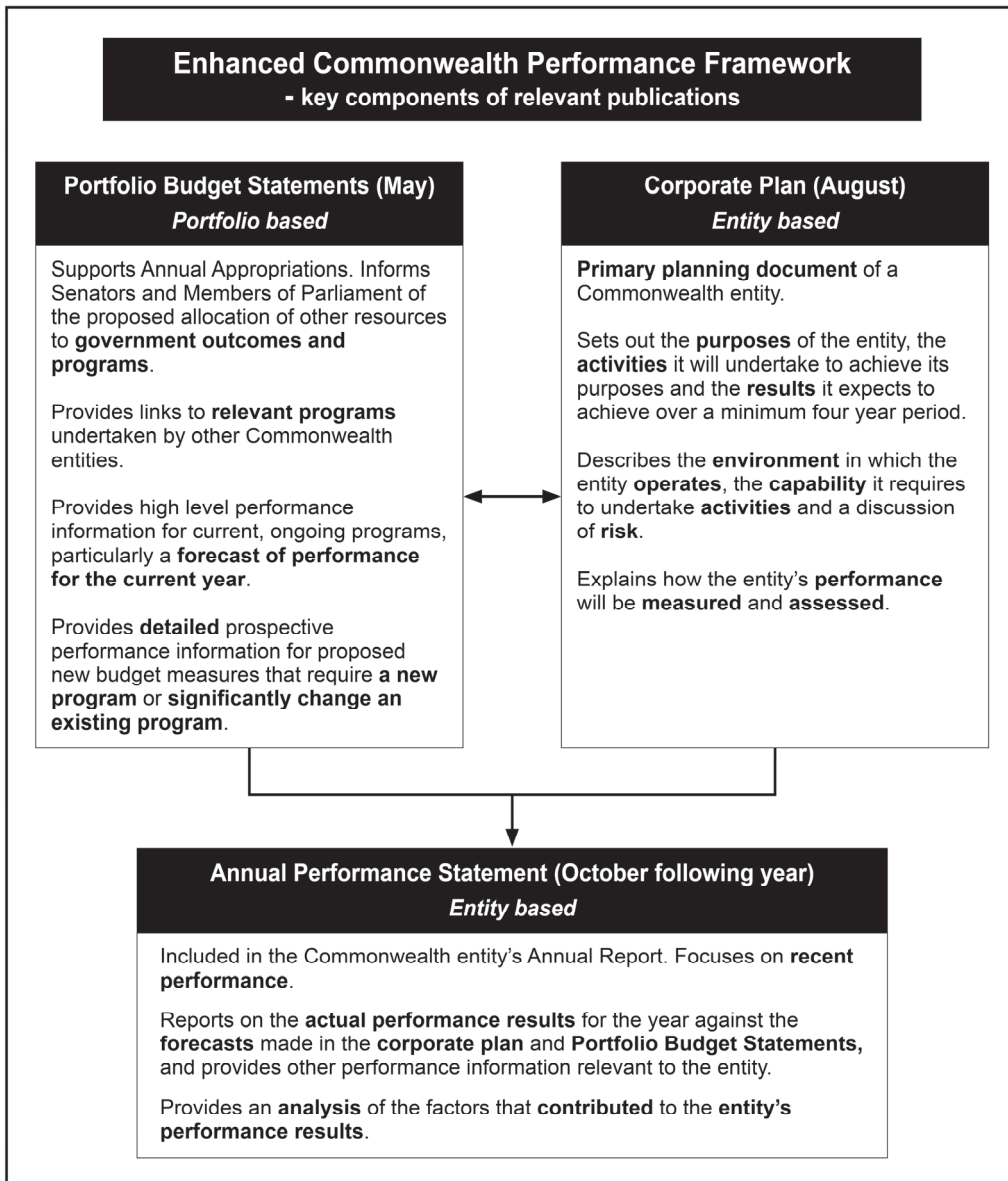 Enhanced Commonwealth Performance Framework
- key components of relevant publications
Portfolio Budget Statements (May)
Portfolio based
Supports Annual Appropriations. Informs
Senators and Members of Parliament of
the proposed allocation of other resources
to government outcomes and
programs.
Provides links to relevant programs
undertaken by other Commonwealth
entities.
Provides high level performance
information for current, ongoing programs,
particularly a forecast of performance
for the current year.
Provides detailed prospective
performance information for proposed
new budget measures that require a new
program or significantly change an
existing program.
Corporate Plan (August)
Entity based
Primary planning document of a
Commonwealth entity.
Sets out the purposes of the entity, the
activities it will undertake to achieve its
purposes and the results it expects to
achieve over a minimum four year period.
Describes the environment in which the
entity operates, the capability it requires
to undertake activities and a discussion
of risk.
Explains how the entity's performance
will be measured and assessed.
Annual Performance Statement (October following year)
Entity based
Included in the Commonwealth entity's Annual Report. Focuses on recent
performance.
Reports on the actual performance results for the year against the
forecasts made in the corporate plan and Portfolio Budget Statements,
and provides other performance information relevant to the entity.
Provides an analysis of the factors that contributed to the entity's
performance results.